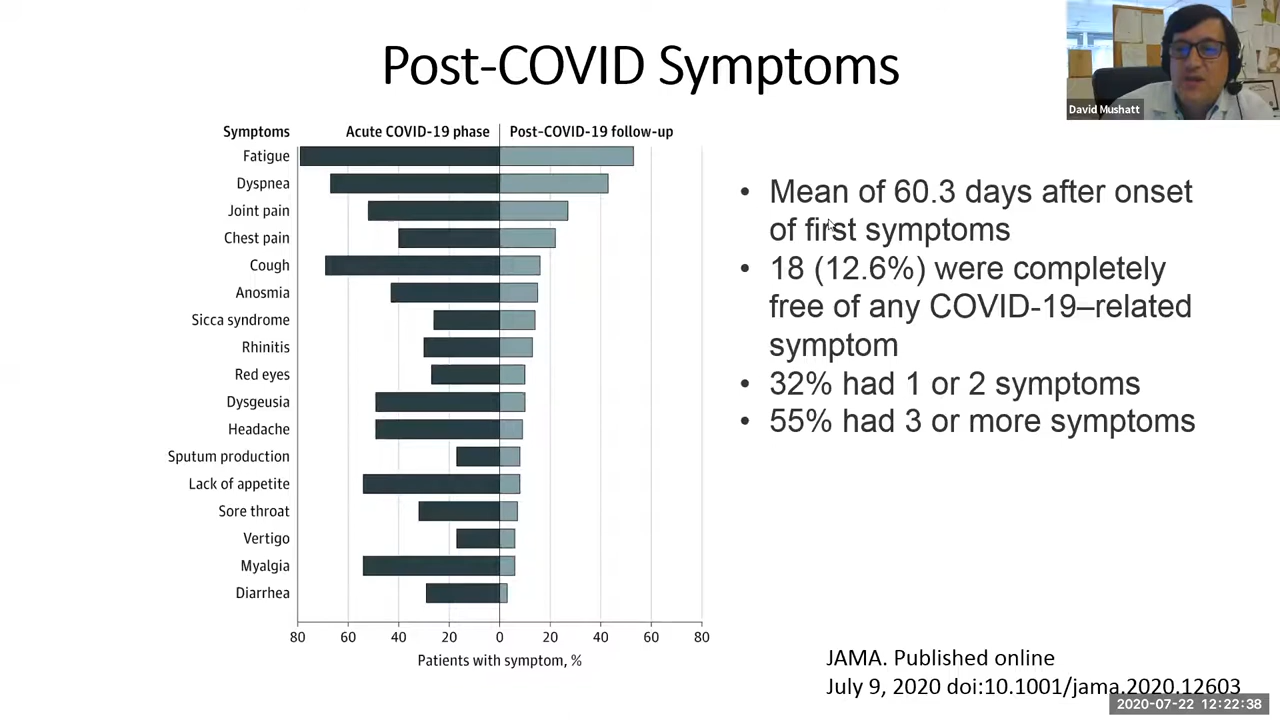 Post-COVID Symptoms
David Mushatt
Symptoms Acute COVID-19 phase Post-COVID-19 follow-up
Fatigue
Dyspnea
Joint pain
Chest pain
Cough
Anosmia
Sicca syndrome
Rhinitis
Red eyes
Dysgeusia
Headache
Sputum production
Lack of appetite
Sore throat
Vertigo
Myalgia
Diarrhea
80 60 40 20 0 20 40 60 80
Patients with symptom, %
• Mean of 60.3 days after onset
of first symptoms
• 18 (12.6%) were completely
free of any COVID-19–related
symptom
• 32% had 1 or 2 symptoms
• 55% had 3 or more symptoms
JAMA. Published online
July 9, 2020 doi:10.1001/jama.2020.12603
2020-07-22 12:22:38